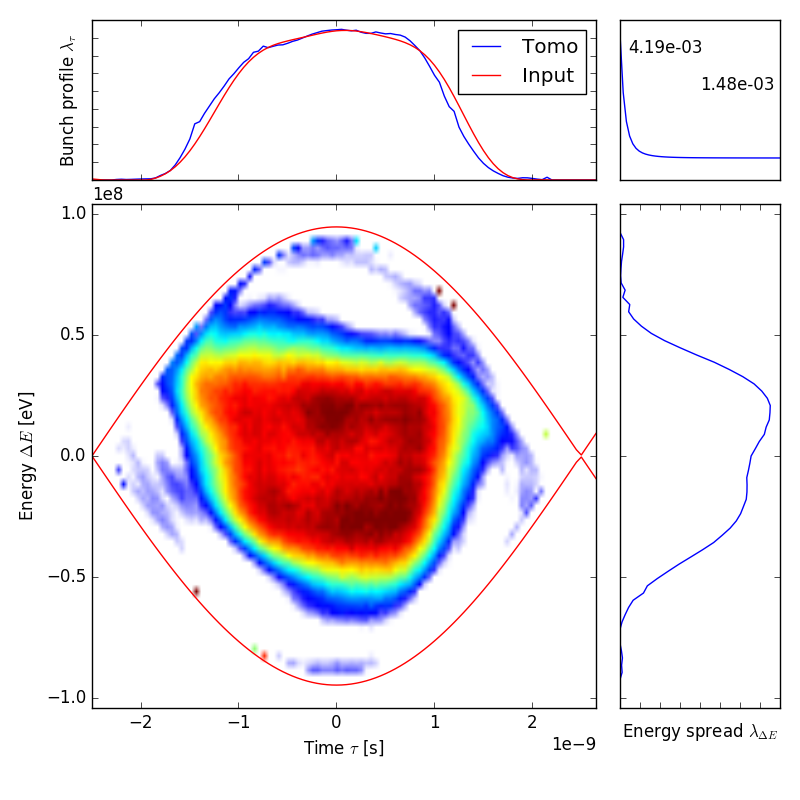 Bunch profile λτ
Tomo
Input
4.19e-03
1.48e-03
1e8
1.0
0.5
0.0
−0.5
−1.0
Energy ΔE [eV]
−2
−1
0
1
2
Time τ [s]
1e−9
Energy spread λΔE